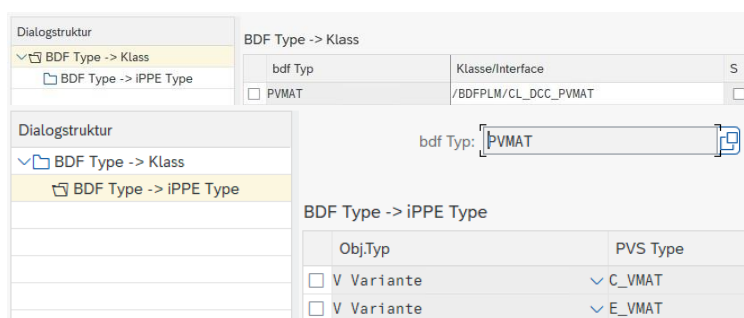 Dialogstruktur
BDF Type -> Klass
BDF Type -> iPPE Type
BDF Type -> Klass
bdf Typ Klasse/Interface S
PVMAT /BDFPLM/CL_DCC_PVMAT
Dialogstruktur
BDF Type -> Klass
BDF Type -> iPPE Type
bdf Typ: PVMAT
BDF Type -> iPPE Type
Obj.Typ PVS Type
V Variante C_VMAT
V Variante E_VMAT